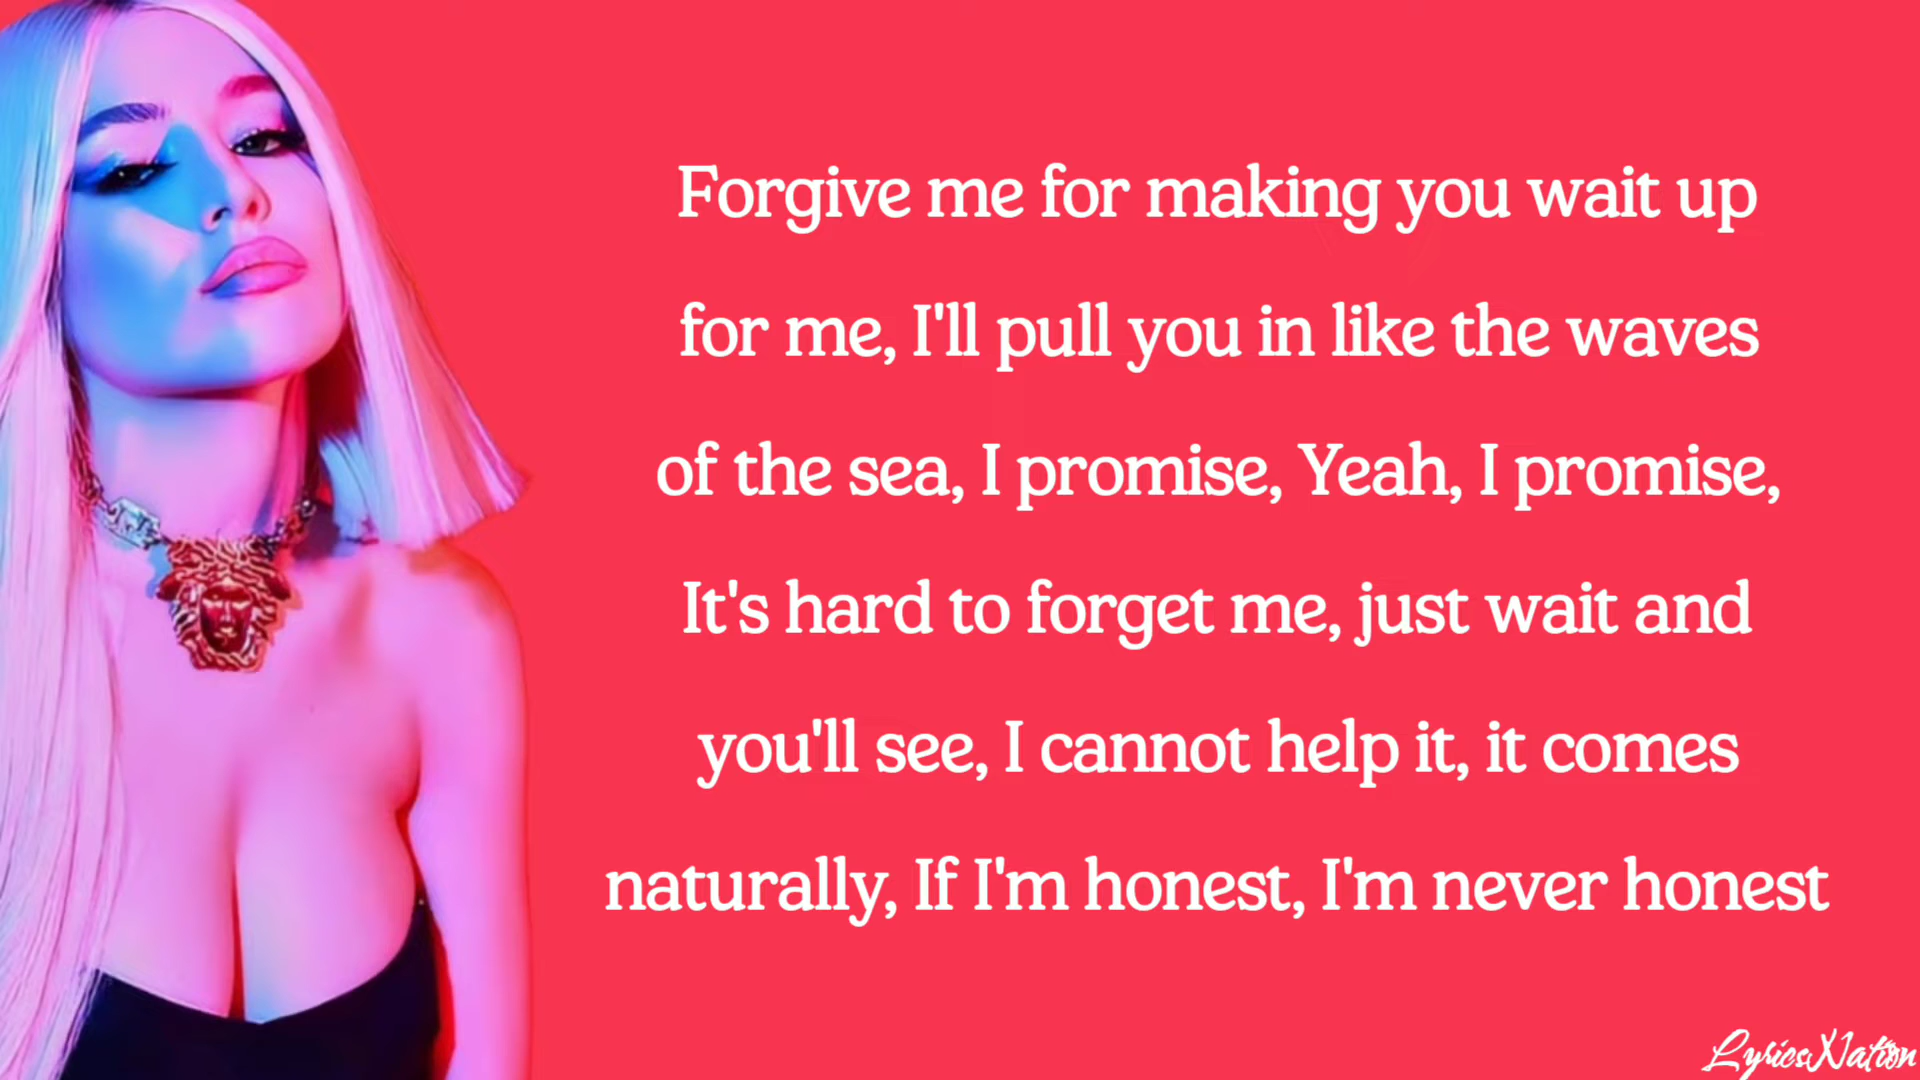 Forgive me for making you wait up
for me, I'll pull you in like the waves
of the sea, I promise, Yeah, I promise,
It's hard to forget me, just wait and
you'll see, I cannot help it, it comes
naturally, If I'm honest, I'm never honest
LyricsXNation